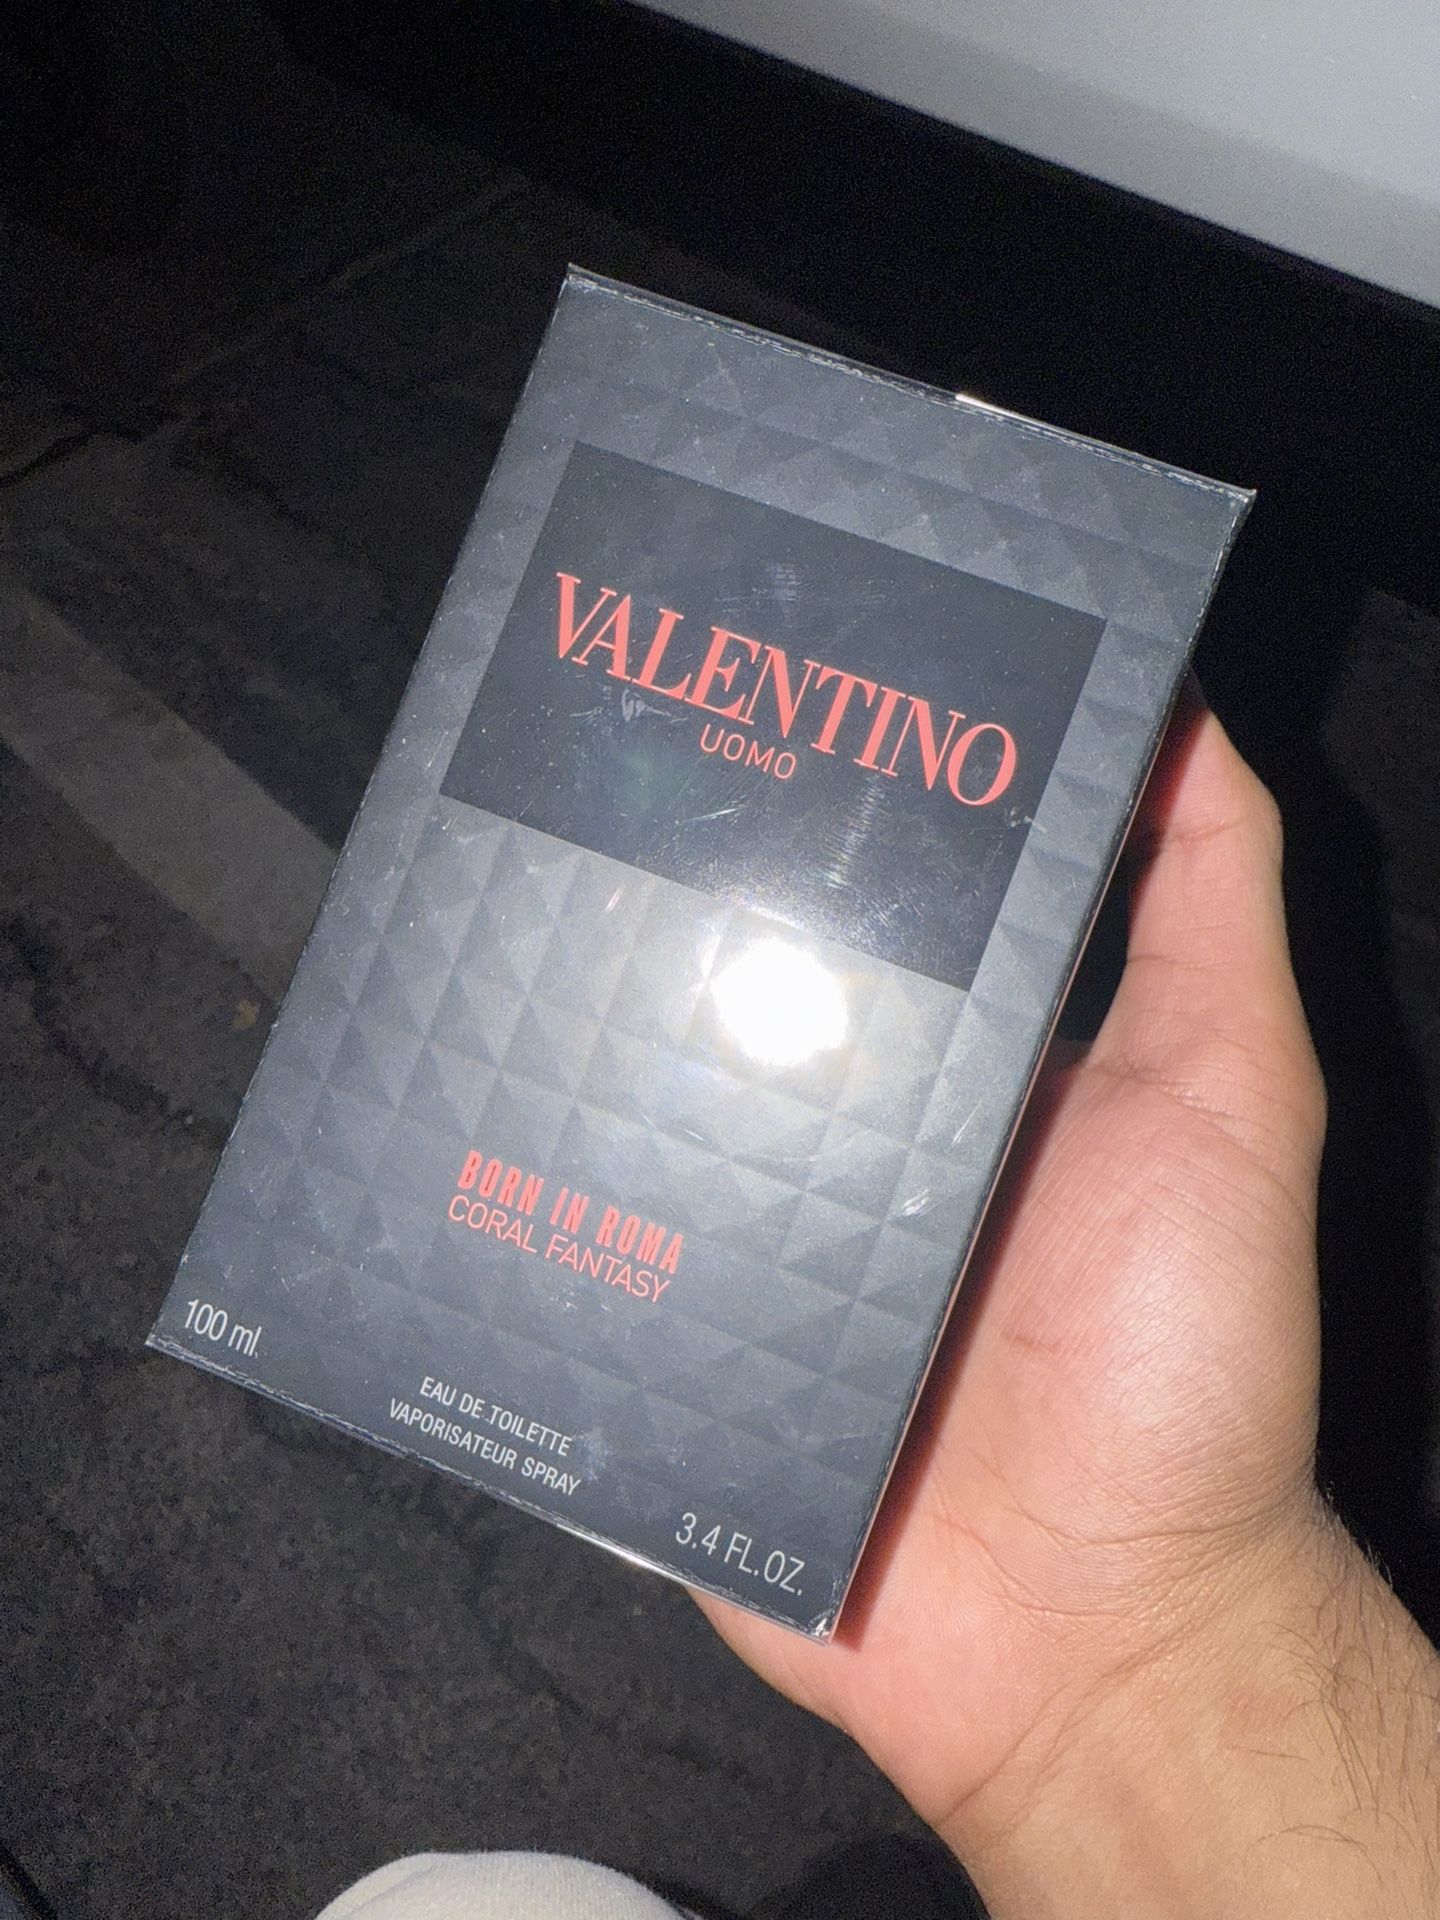 VALENTINO
UOMO
BORN IN ROMA
CORAL FANTASY
100 ml
EAU DE TOILETTE
VAPORISATEUR SPRAY
3.4 FL.OZ.